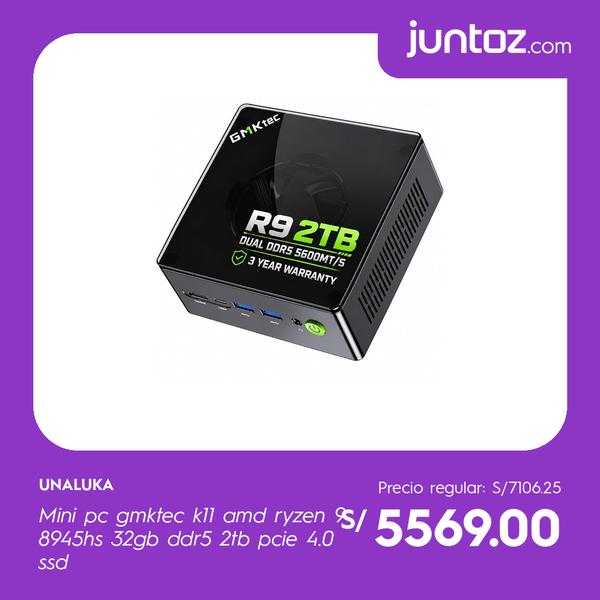 juntoz.com
GMKtec
R9 2TB
DUAL DDR5 5600MT/S
3 YEAR WARRANTY
UNALUKA
Precio regular: S/7106.25
Mini pc gmktec k11 amd ryzen 9
8945hs 32gb ddr5 2tb pcie 4.0
ssd
S/ 5569.00